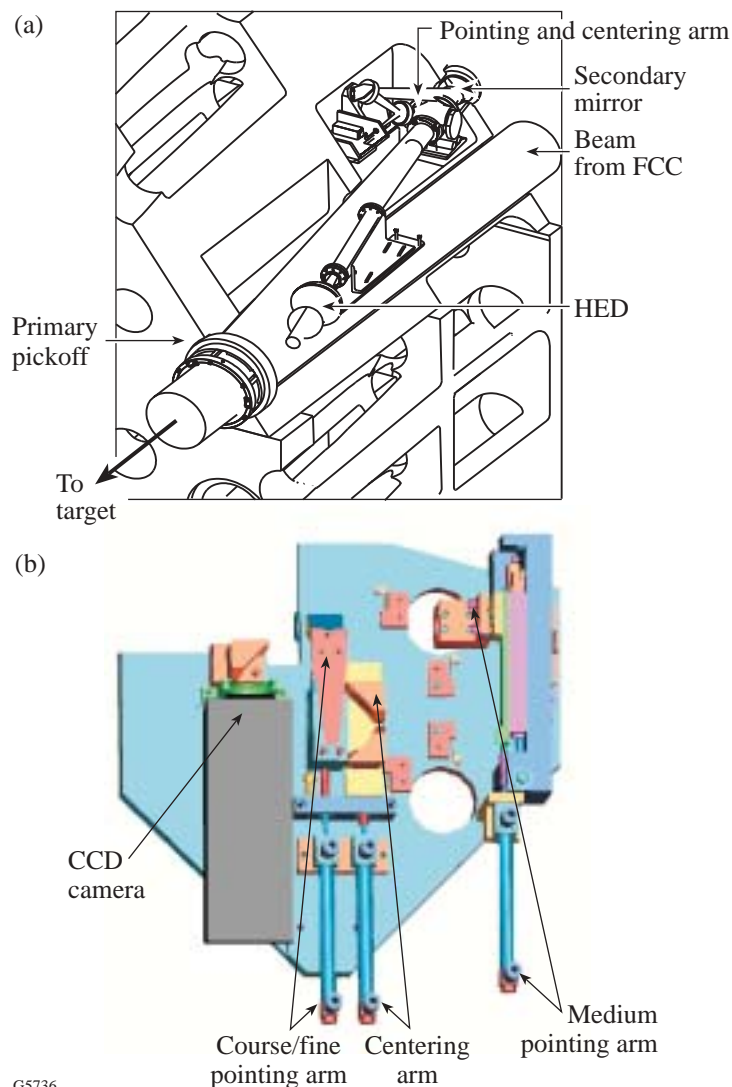 (a)
Pointing and centering arm
Secondary
mirror
Beam
from FCC
HED
Primary
pickoff
To
target
(b)
CCD
camera
Course/fine
pointing arm
Centering
arm
Medium
pointing arm
G5736